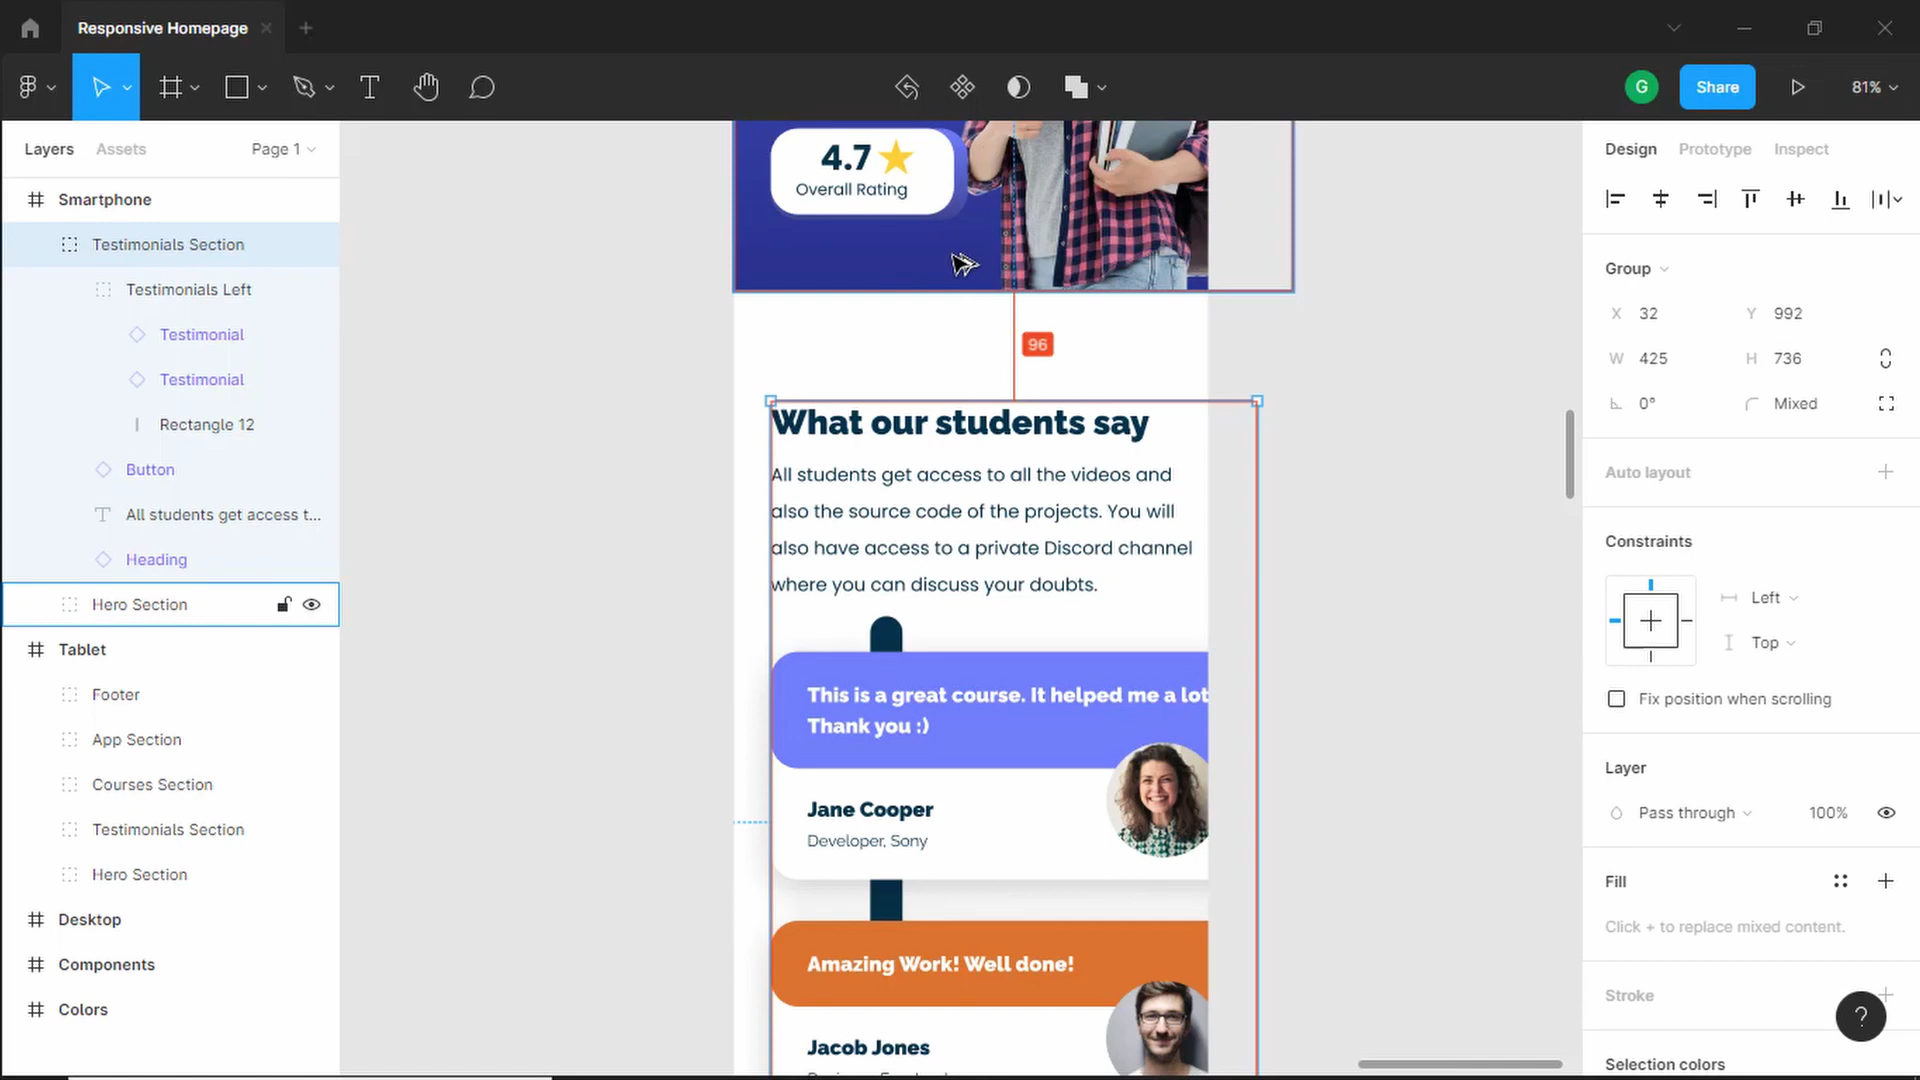 Responsive Homepage
G
Share
81%
Layers
Assets
Page 1
Smartphone
Testimonials Section
Testimonials Left
Testimonial
Testimonial
Rectangle 12
Button
All students get access t...
Heading
Hero Section
Tablet
Footer
App Section
Courses Section
Testimonials Section
Hero Section
Desktop
Components
Colors
4.7
Overall Rating
96
What our students say
All students get access to all the videos and
also the source code of the projects. You will
also have access to a private Discord channel
where you can discuss your doubts.
This is a great course. It helped me a lot
Thank you :)
Jane Cooper
Developer, Sony
Amazing Work! Well done!
Jacob Jones
Design
Prototype
Inspect
Group
X 32
Y 992
W 425
H 736
0°
Mixed
Auto layout
Constraints
Left
Top
Fix position when scrolling
Layer
Pass through
100%
Fill
Click + to replace mixed content.
Stroke
?
Selection colors